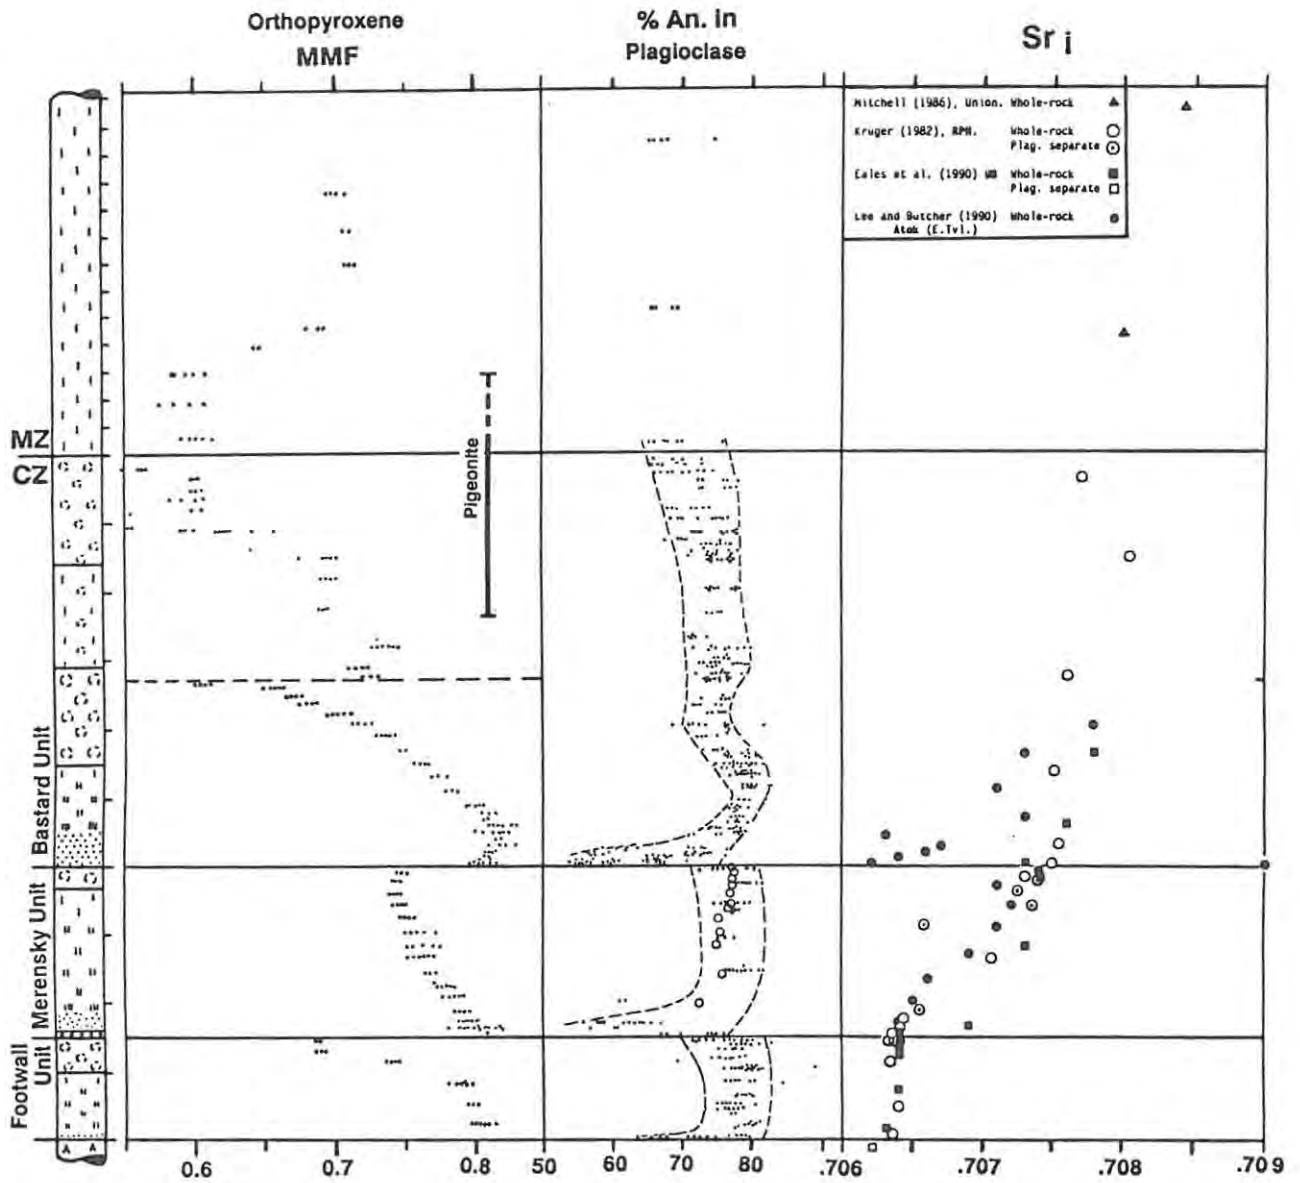 Orthopyroxene
MMF
% An. in
Plagioclase
Sr i
Mitchell (1986), Union. Whole-rock
Kruger (1982), RPM. Whole-rock
Plag. separate
Eales et al. (1990) Whole-rock
Plag. separate
Lee and Butcher (1990) Whole-rock
Atok (E.Tvl.)
MZ
CZ
Pigeonite
Bastard Unit
Merensky Unit
Footwall
Unit
0.6 0.7 0.8 50 60 70 80 .706 .707 .708 .709